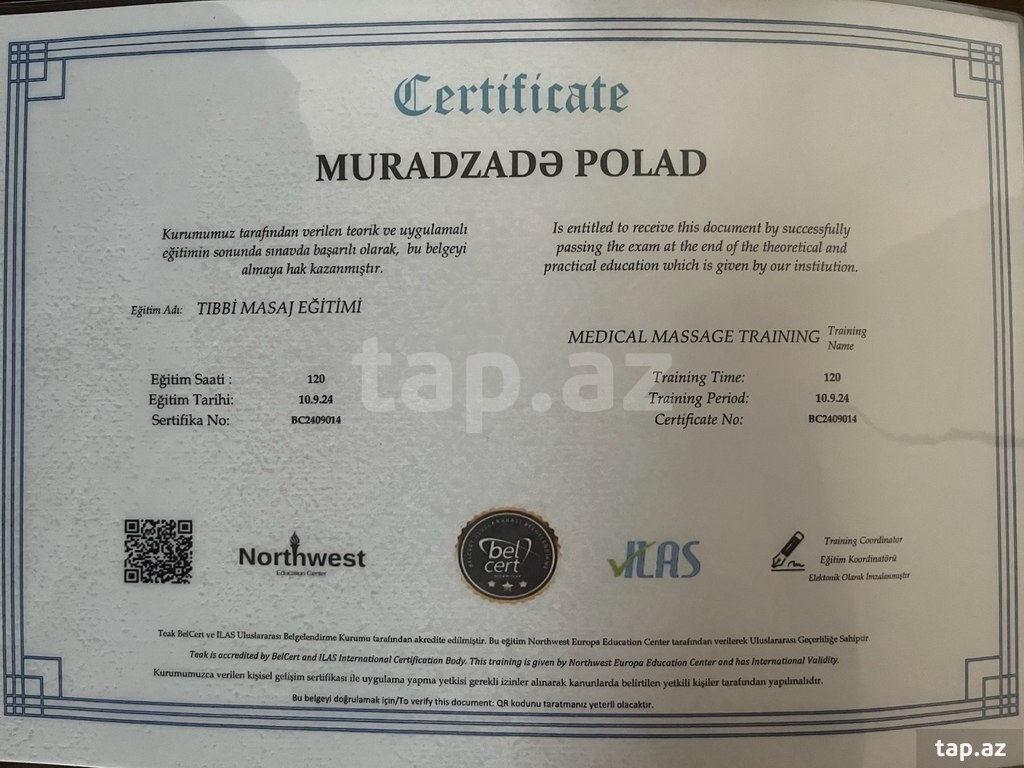 Certificate
MURADZADƏ POLAD
Kurumumuz tarafından verilen teorik ve uygulamalı
eğitimin sonunda sınavda başarılı olarak, bu belgeyi
almaya hak kazanmıştır.
Is entitled to receive this document by successfully
passing the exam at the end of the theoretical and
practical education which is given by our institution.
Eğitim Adı: TIBBİ MASAJ EĞİTİMİ
MEDICAL MASSAGE TRAINING Training Name
tap.az
Eğitim Saati : 120
Eğitim Tarihi: 10.9.24
Sertifika No: BC2409014
Training Time: 120
Training Period: 10.9.24
Certificate No: BC2409014
Northwest
Education Center
bel
cert
ILAS
Training Coordinator
Eğitim Koordinatörü
Elektonik Olarak İmzalanmıştır
Teak BelCert ve ILAS Uluslararası Belgelendirme Kurumu tarafından akredite edilmiştir. Bu eğitim Northwest Europa Education Center tarafından verilerek Uluslararası Geçerliliğe Sahiptir.
Teak is accredited by BelCert and ILAS International Certification Body. This training is given by Northwest Europa Education Center and has International Validity.
Kurumumuzca verilen kişisel gelişim sertifikası ile uygulama yapma yetkisi gerekli izinler alınarak kanunlarda belirtilen yetkili kişiler tarafından yapılmalıdır.
Bu belgeyi doğrulamak için/To verify this document: QR kodunu taratmanız yeterli olacaktır.
tap.az